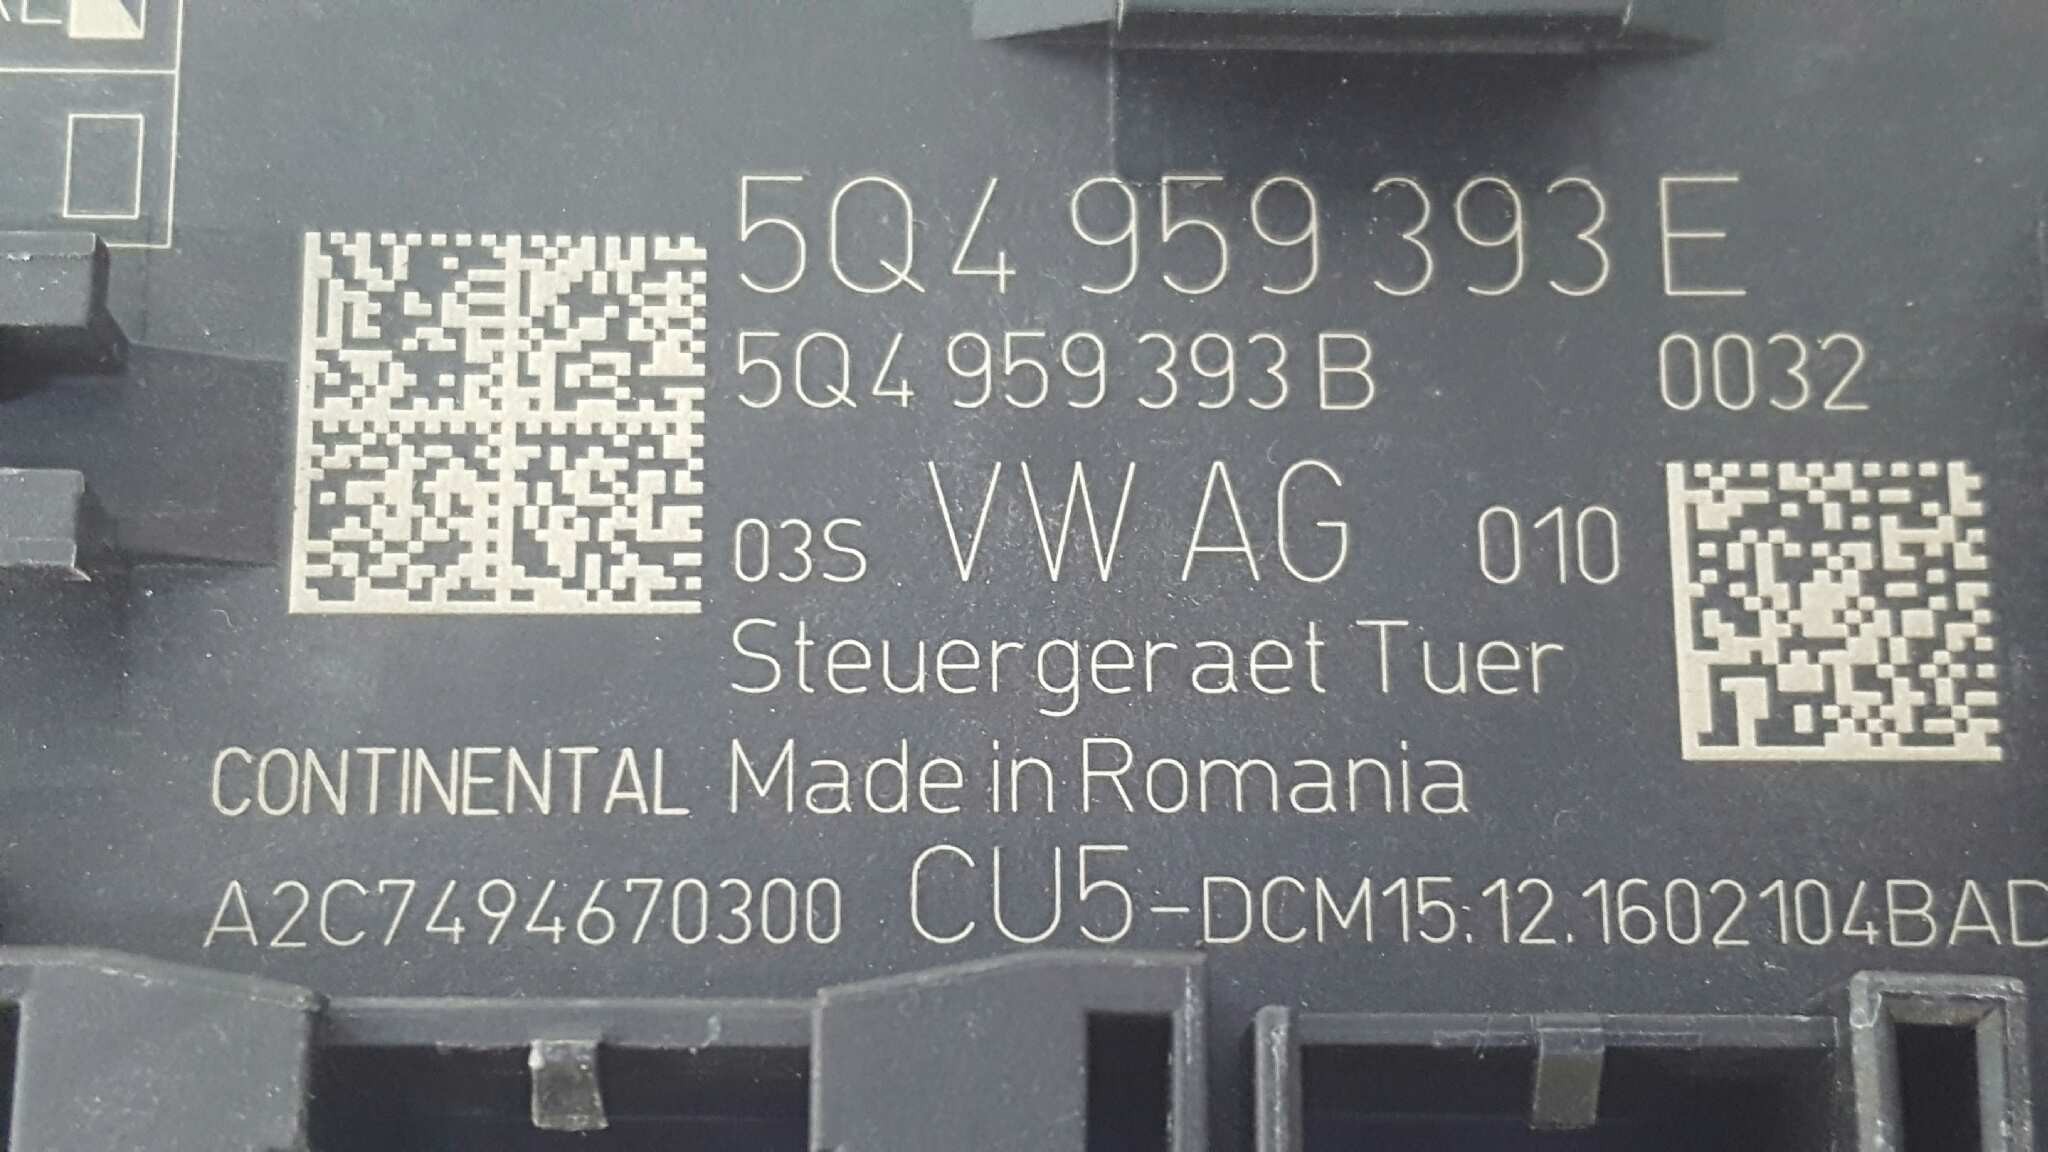 5Q4 959 393 E
5Q4 959 393 B 0032
03S VW AG 010
Steuergeraet Tuer
CONTINENTAL Made in Romania
A2C7494670300 CU5-DCM15.12.1602104BAD